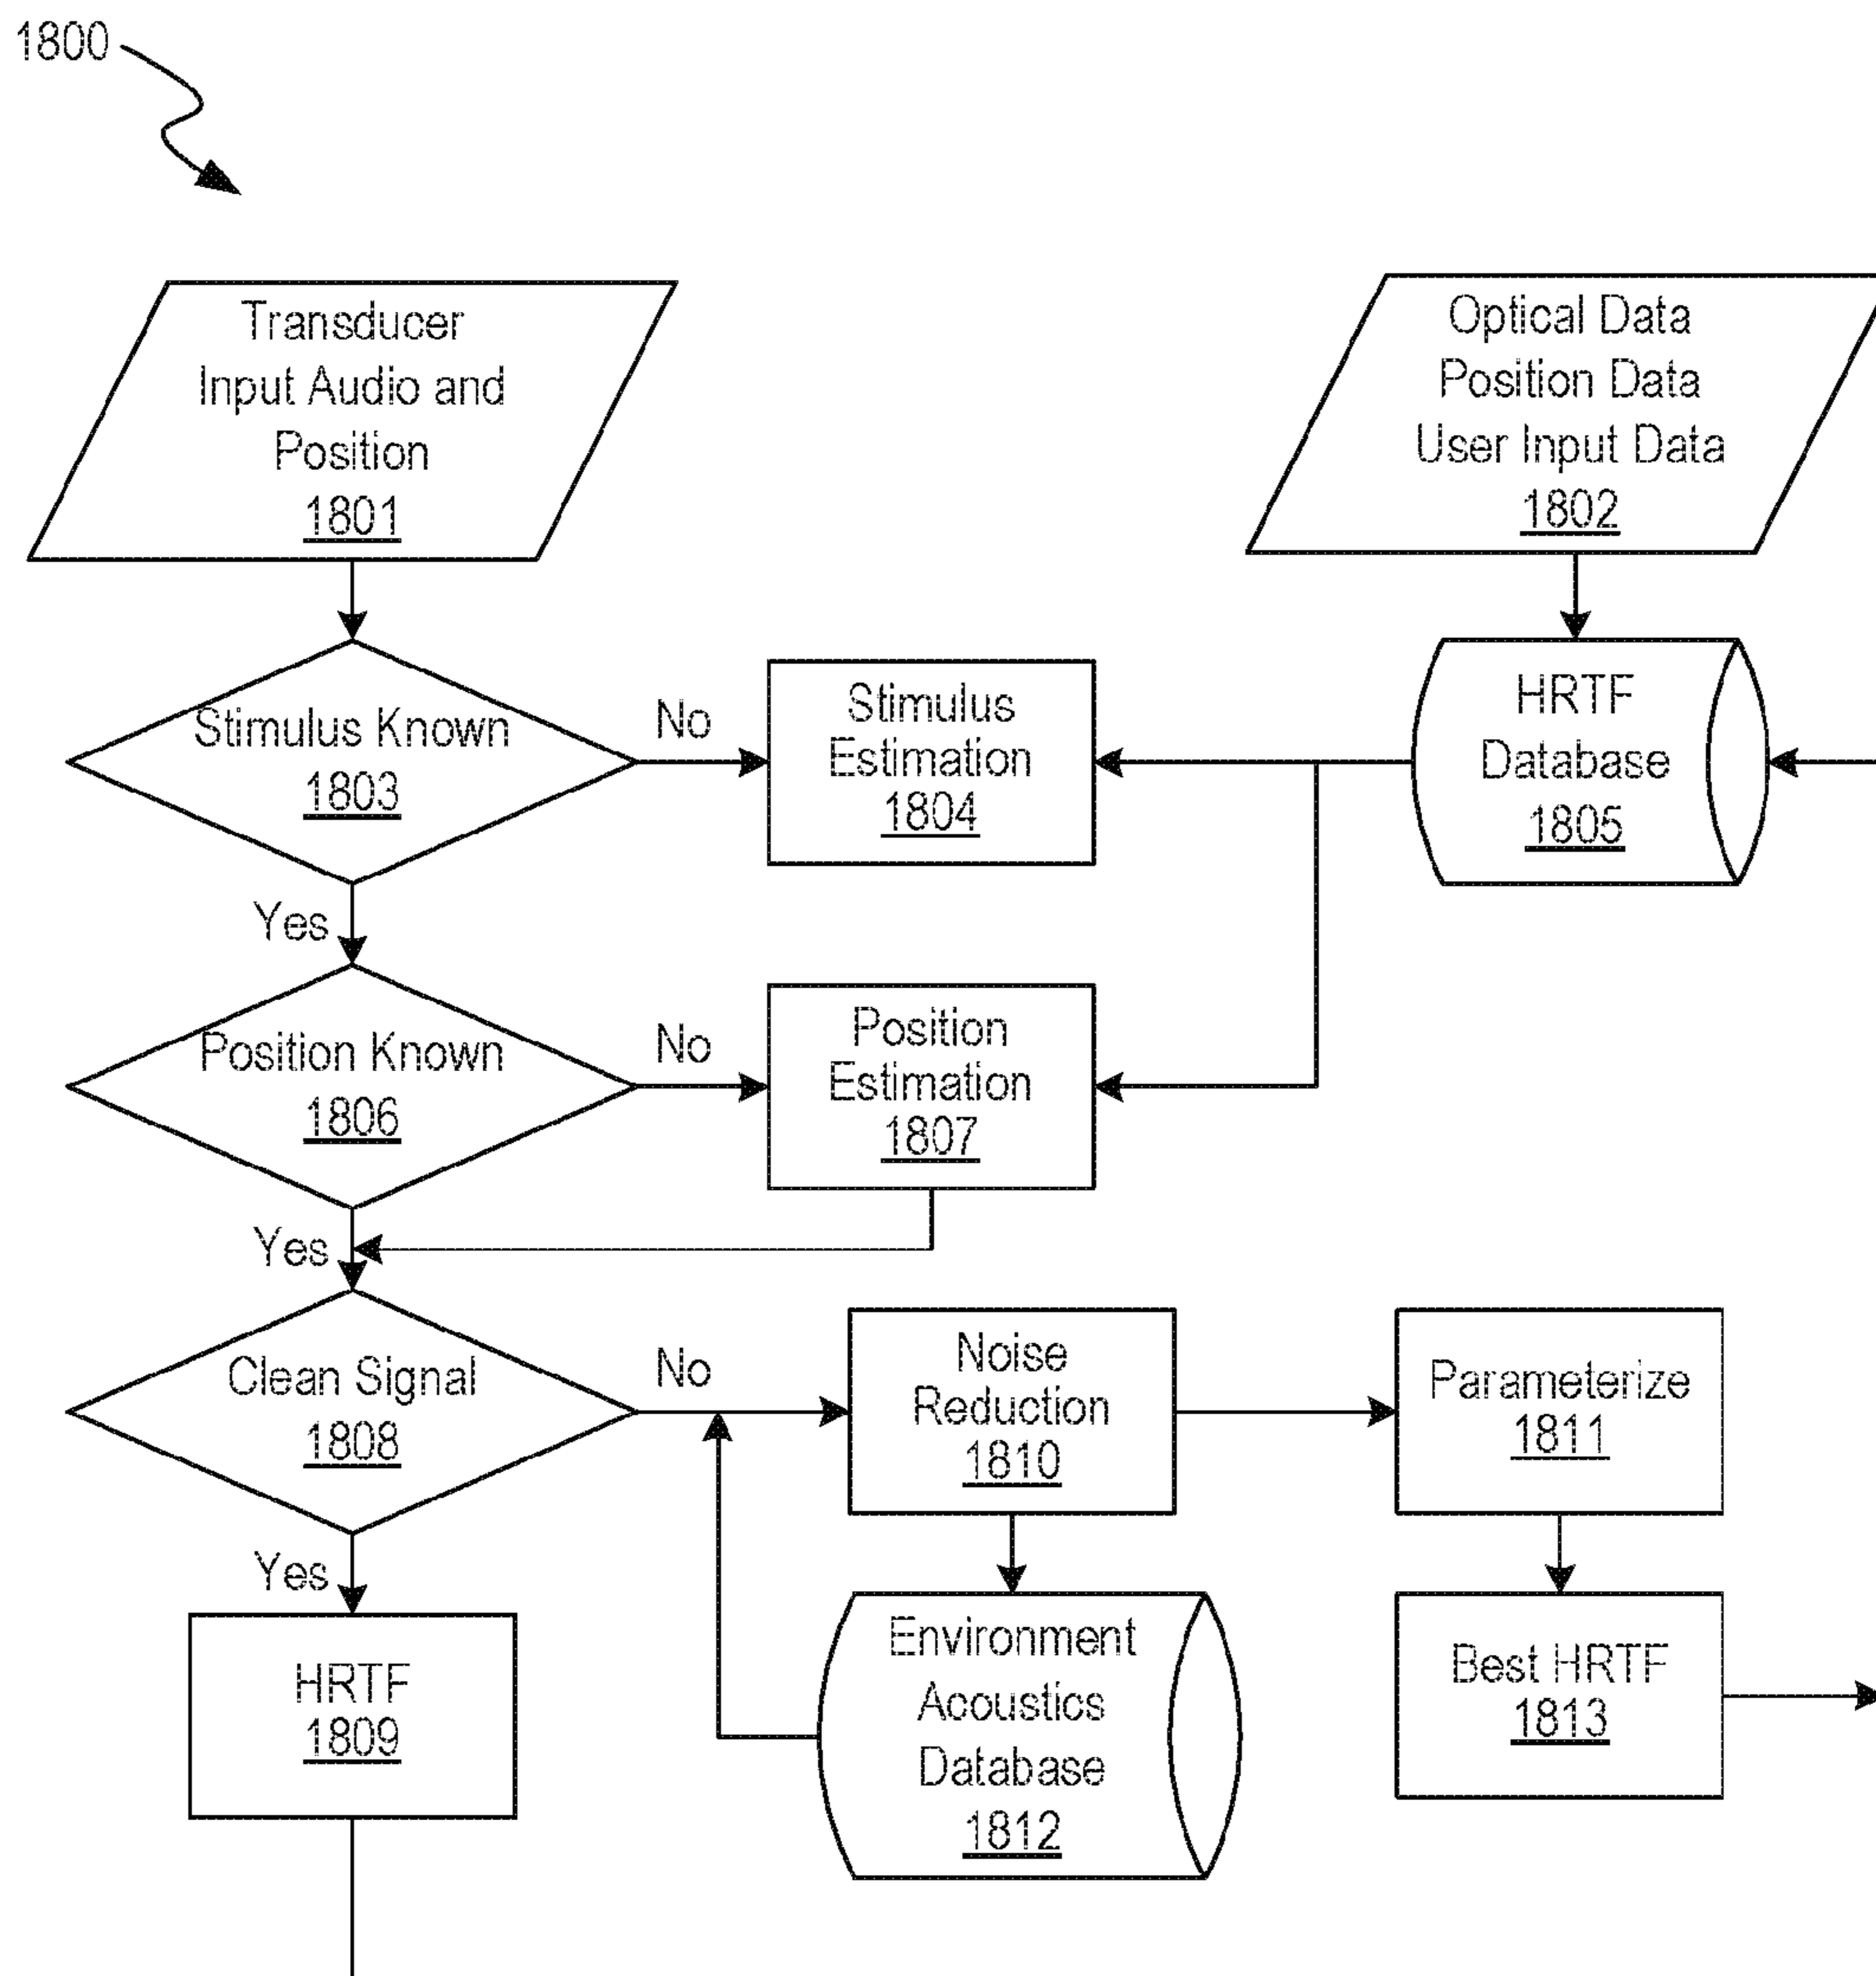 1800
Transducer
Input Audio and
Position
1801
Optical Data
Position Data
User Input Data
1802
Stimulus Known
1803
No
Stimulus
Estimation
1804
HRTF
Database
1805
Yes
Position Known
1806
No
Position
Estimation
1807
Yes
Clean Signal
1808
No
Noise
Reduction
1810
Parameterize
1811
Yes
HRTF
1809
Environment
Acoustics
Database
1812
Best HRTF
1813